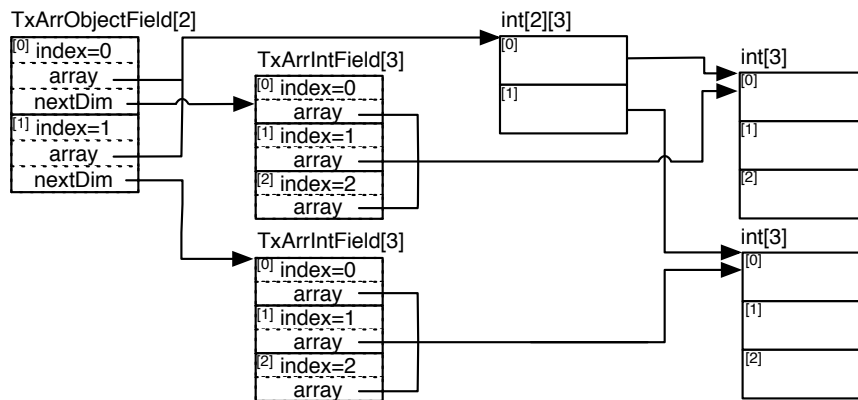 TxArrObjectField[2]
[0] index=0
array
nextDim
[1] index=1
array
nextDim
TxArrIntField[3]
[0] index=0
array
[1] index=1
array
[2] index=2
array
TxArrIntField[3]
[0] index=0
array
[1] index=1
array
[2] index=2
array
int[2][3]
[0]
[1]
int[3]
[0]
[1]
[2]
int[3]
[0]
[1]
[2]